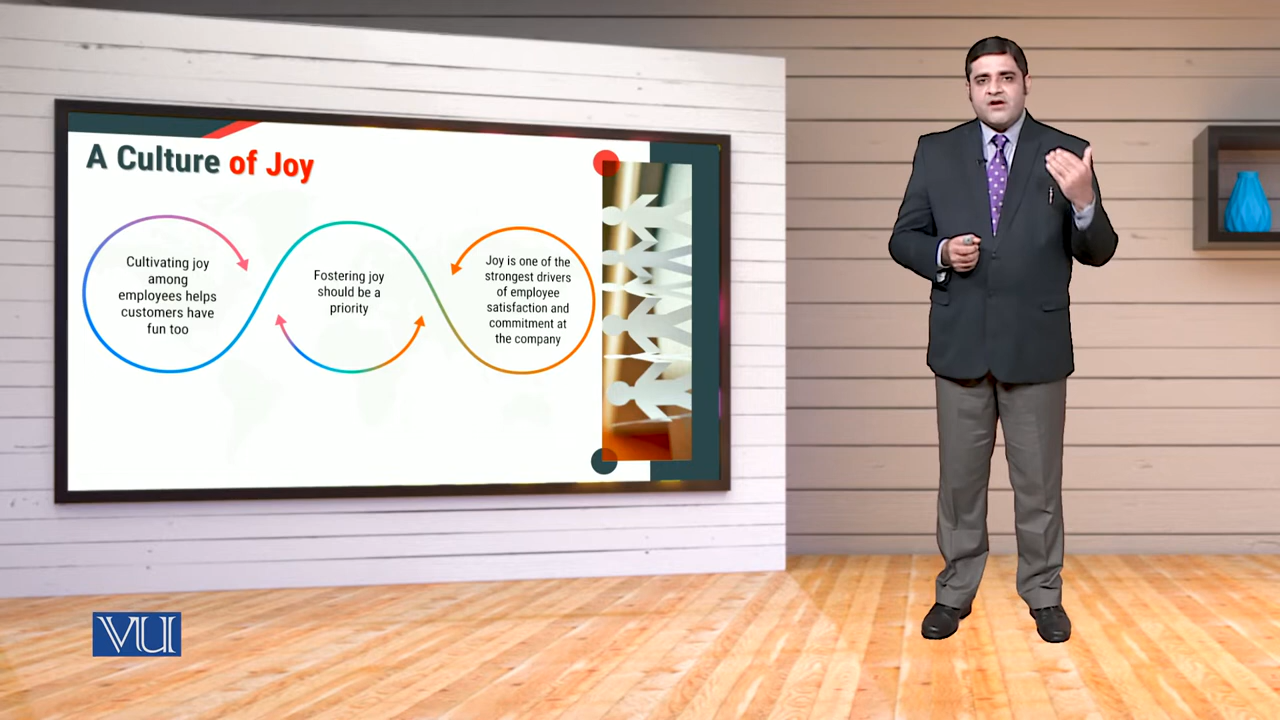 A Culture of Joy
Cultivating joy
among
employees helps
customers have
fun too
Fostering joy
should be a
priority
Joy is one of the
strongest drivers
of employee
satisfaction and
commitment at
the company
VU